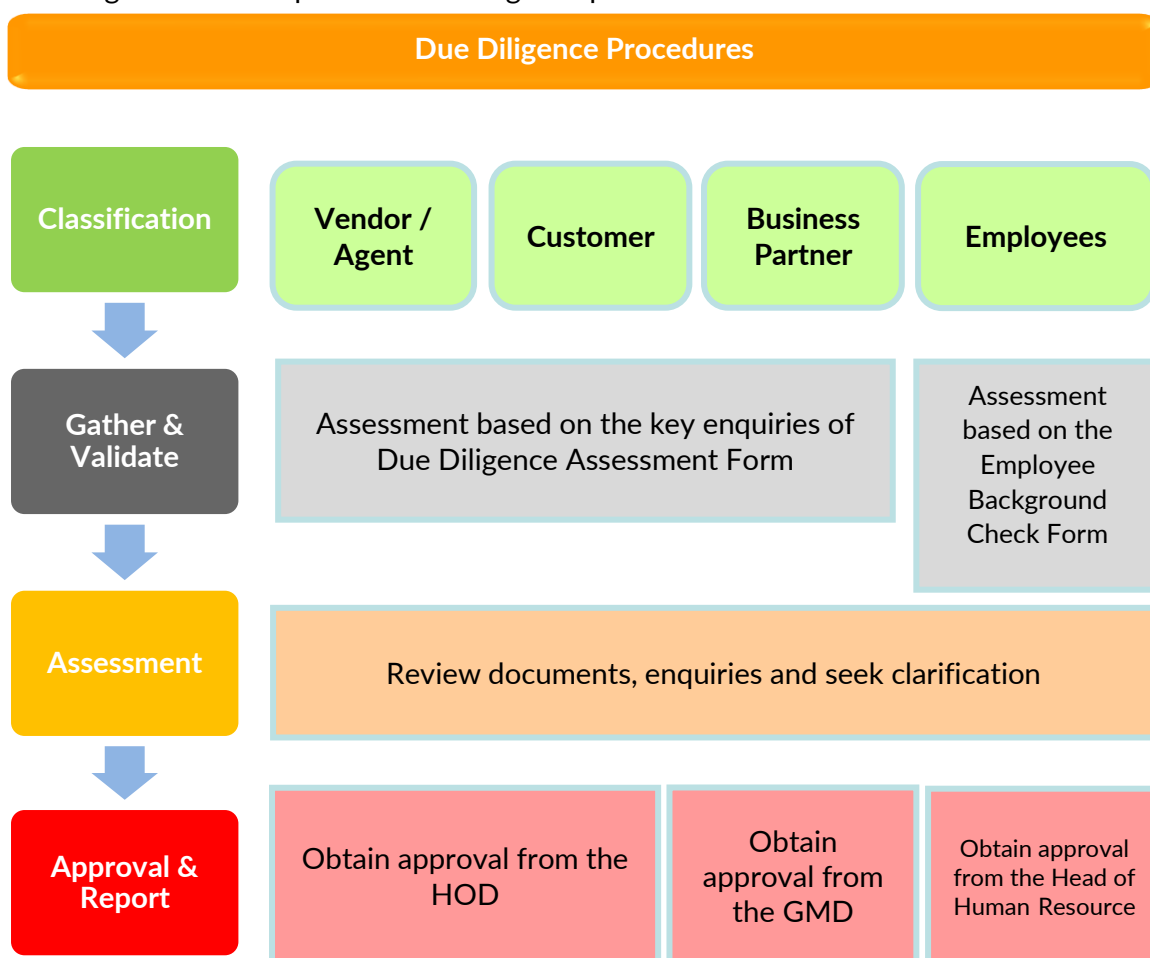 Due Diligence Procedures
Classification
Vendor /
Agent
Customer
Business
Partner
Employees
Gather &
Validate
Assessment based on the key enquiries of
Due Diligence Assessment Form
Assessment
based on the
Employee
Background
Check Form
Assessment
Review documents, enquiries and seek clarification
Approval &
Report
Obtain approval from the
HOD
Obtain
approval from
the GMD
Obtain approval
from the Head of
Human Resource